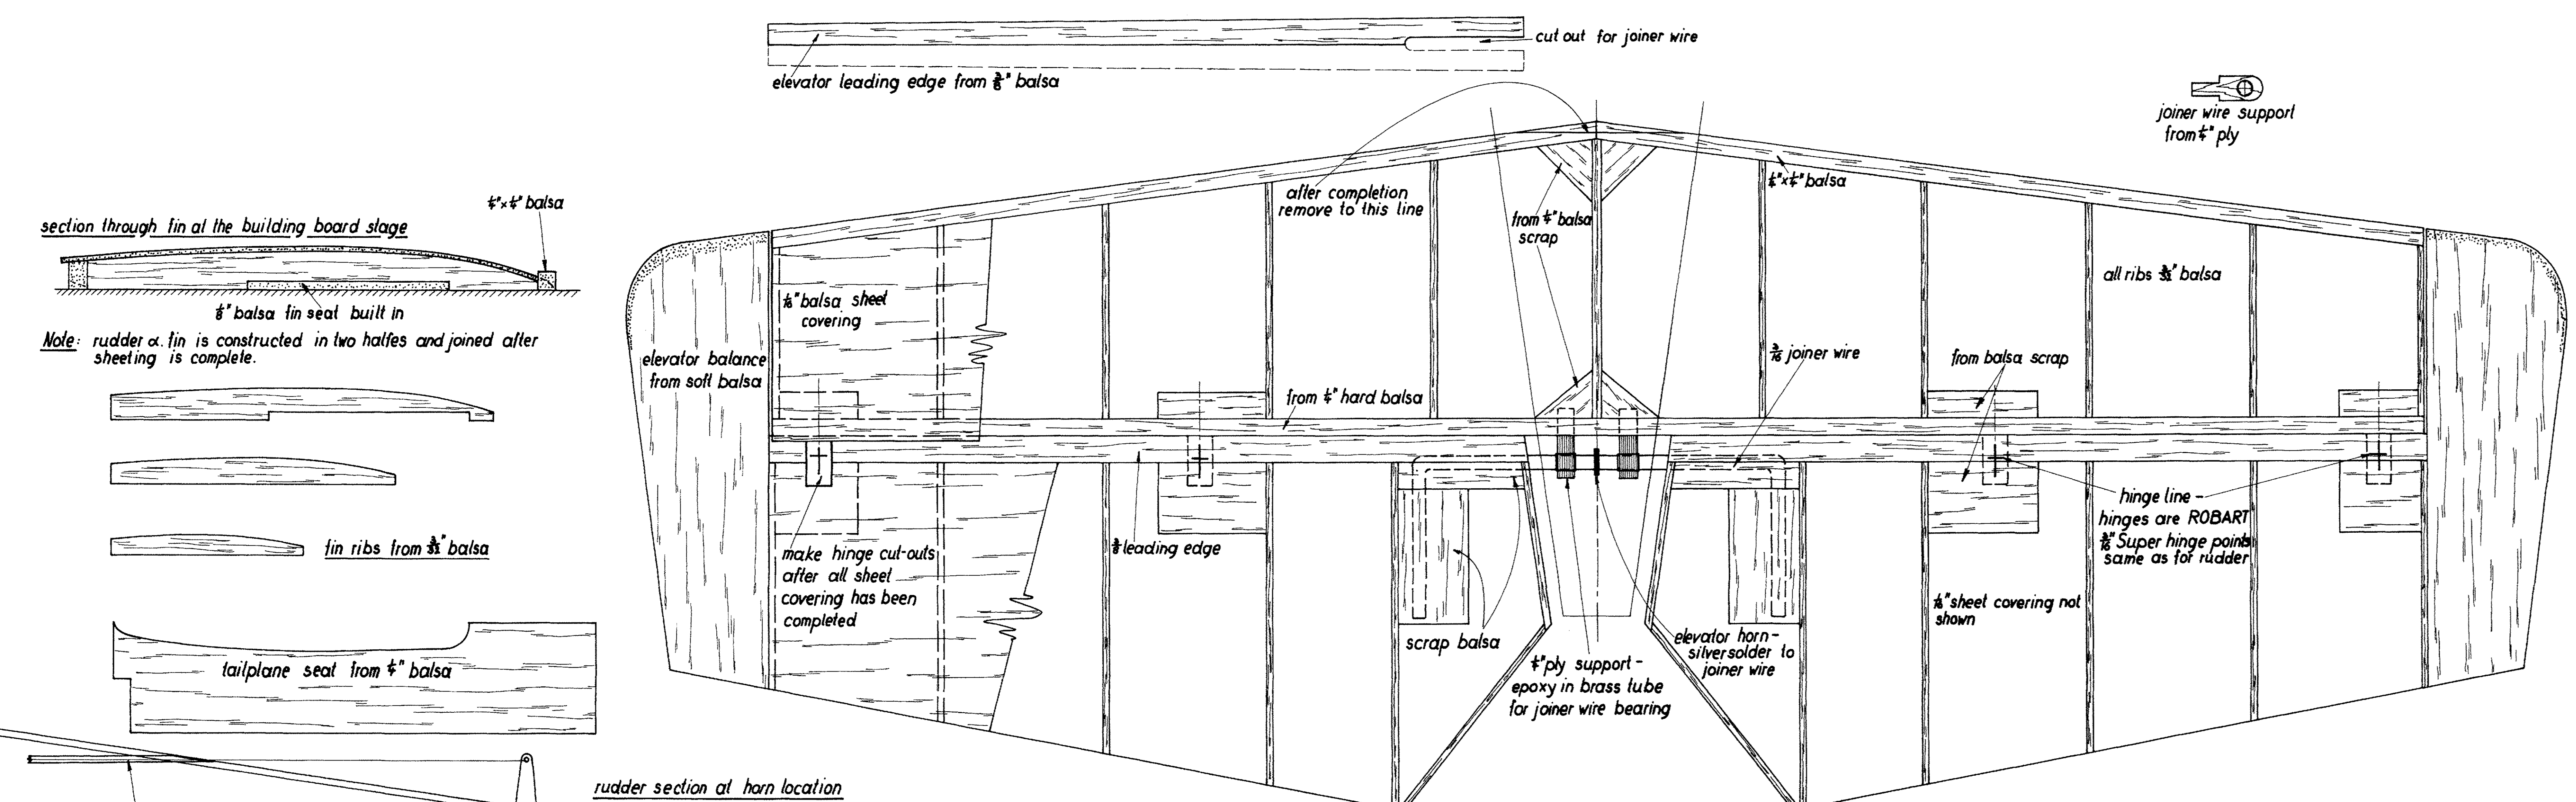 cut out for joiner wire
elevator leading edge from 3/8" balsa
joiner wire support
from 1/4" ply
1/4" x 1/4" balsa
section through fin at the building board stage
1/8" balsa fin seat built in
Note: rudder & fin is constructed in two halfes and joined after
sheeting is complete.
fin ribs from 3/32" balsa
tailplane seat from 1/4" balsa
rudder section at horn location
after completion
remove to this line
from 1/4" balsa
scrap
1/4" x 1/4" balsa
all ribs 3/32" balsa
1/16" balsa sheet
covering
elevator balance
from soft balsa
from 1/4" hard balsa
3/16 joiner wire
from balsa scrap
make hinge cut-outs
after all sheet
covering has been
completed
3/8 leading edge
scrap balsa
1/4" ply support -
epoxy in brass tube
for joiner wire bearing
elevator horn -
silversolder to
joiner wire
hinge line -
hinges are ROBART
3/16" Super hinge points
same as for rudder
1/16" sheet covering not
shown